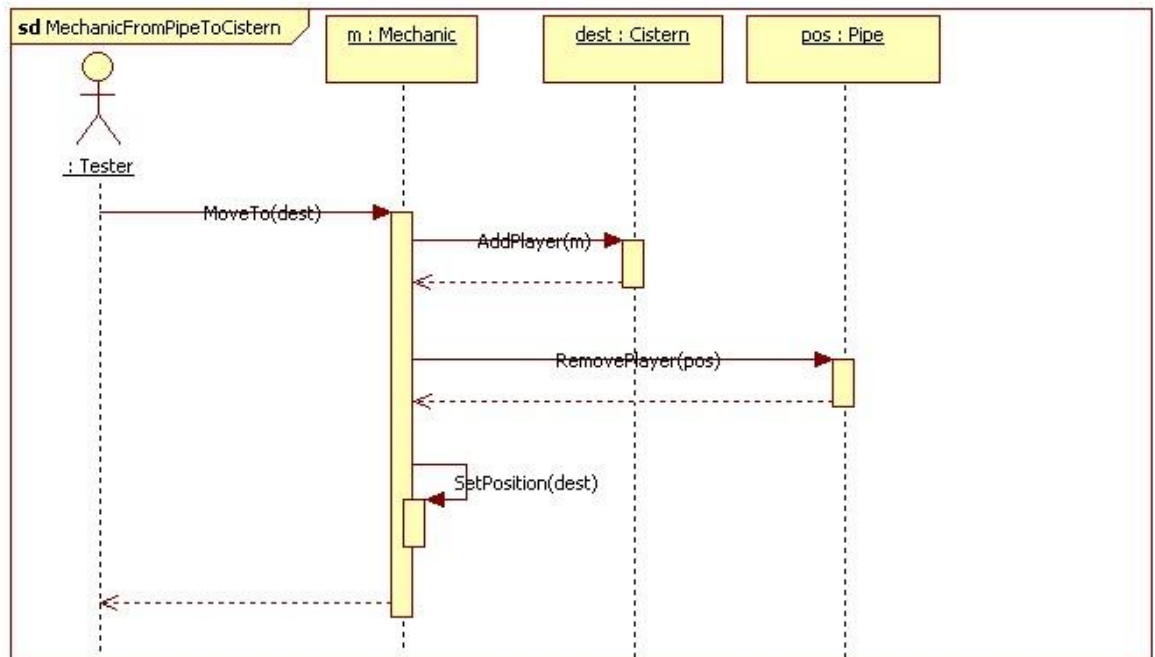 sd MechanicFromPipeToCistern
m : Mechanic
dest : Cistern
pos : Pipe
: Tester
MoveTo(dest)
AddPlayer(m)
RemovePlayer(pos)
SetPosition(dest)